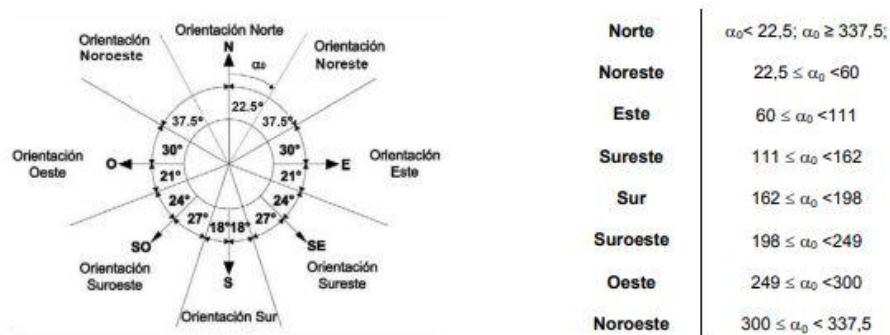 Orientación Norte
N
α₀
Orientación
Noroeste
Orientación
Noreste
22.5°
37.5°
37.5°
30°
30°
Orientación
Oeste
O
E
Orientación
Este
21°
21°
24°
24°
27°
18°
18°
27°
SO
SE
Orientación
Suroeste
S
Orientación
Sureste
Orientación Sur
Norte α₀< 22,5; α₀ ≥ 337,5;
Noreste 22,5 ≤ α₀ <60
Este 60 ≤ α₀ <111
Sureste 111 ≤ α₀ <162
Sur 162 ≤ α₀ <198
Suroeste 198 ≤ α₀ <249
Oeste 249 ≤ α₀ <300
Noroeste 300 ≤ α₀ < 337,5